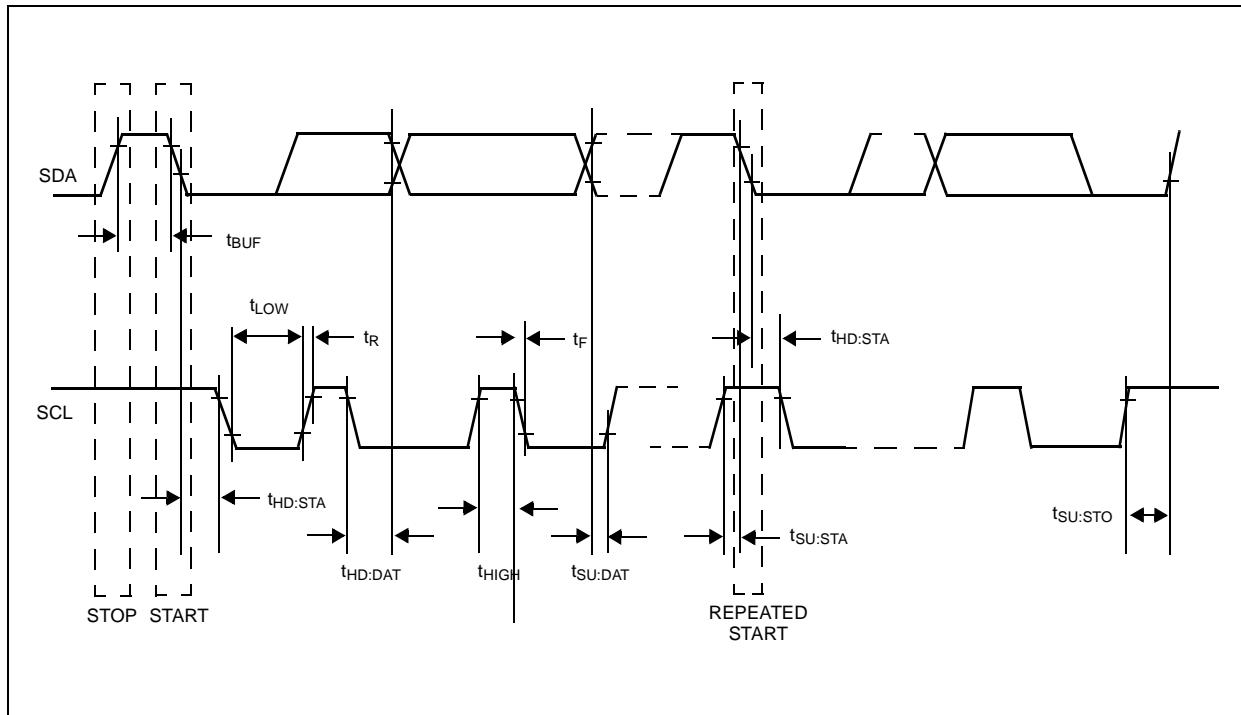 SDA
tBUF
tLOW
tR
tF
tHD:STA
SCL
tHD:STA
tSU:STA
tSU:STO
tHD:DAT
tHIGH
tSU:DAT
STOP
START
REPEATED
START